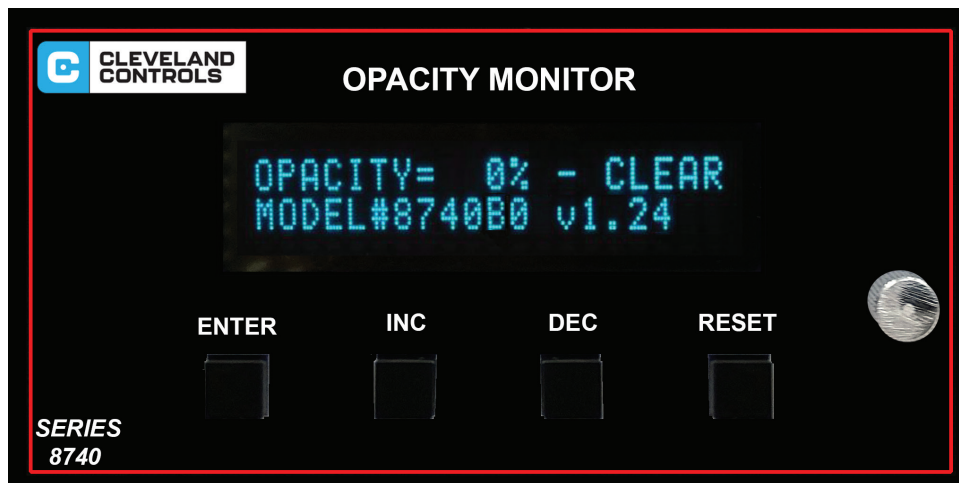 CLEVELAND
CONTROLS
OPACITY MONITOR
OPACITY=  0% - CLEAR
MODEL#8740B0 v1.24
ENTER INC DEC RESET
SERIES
8740